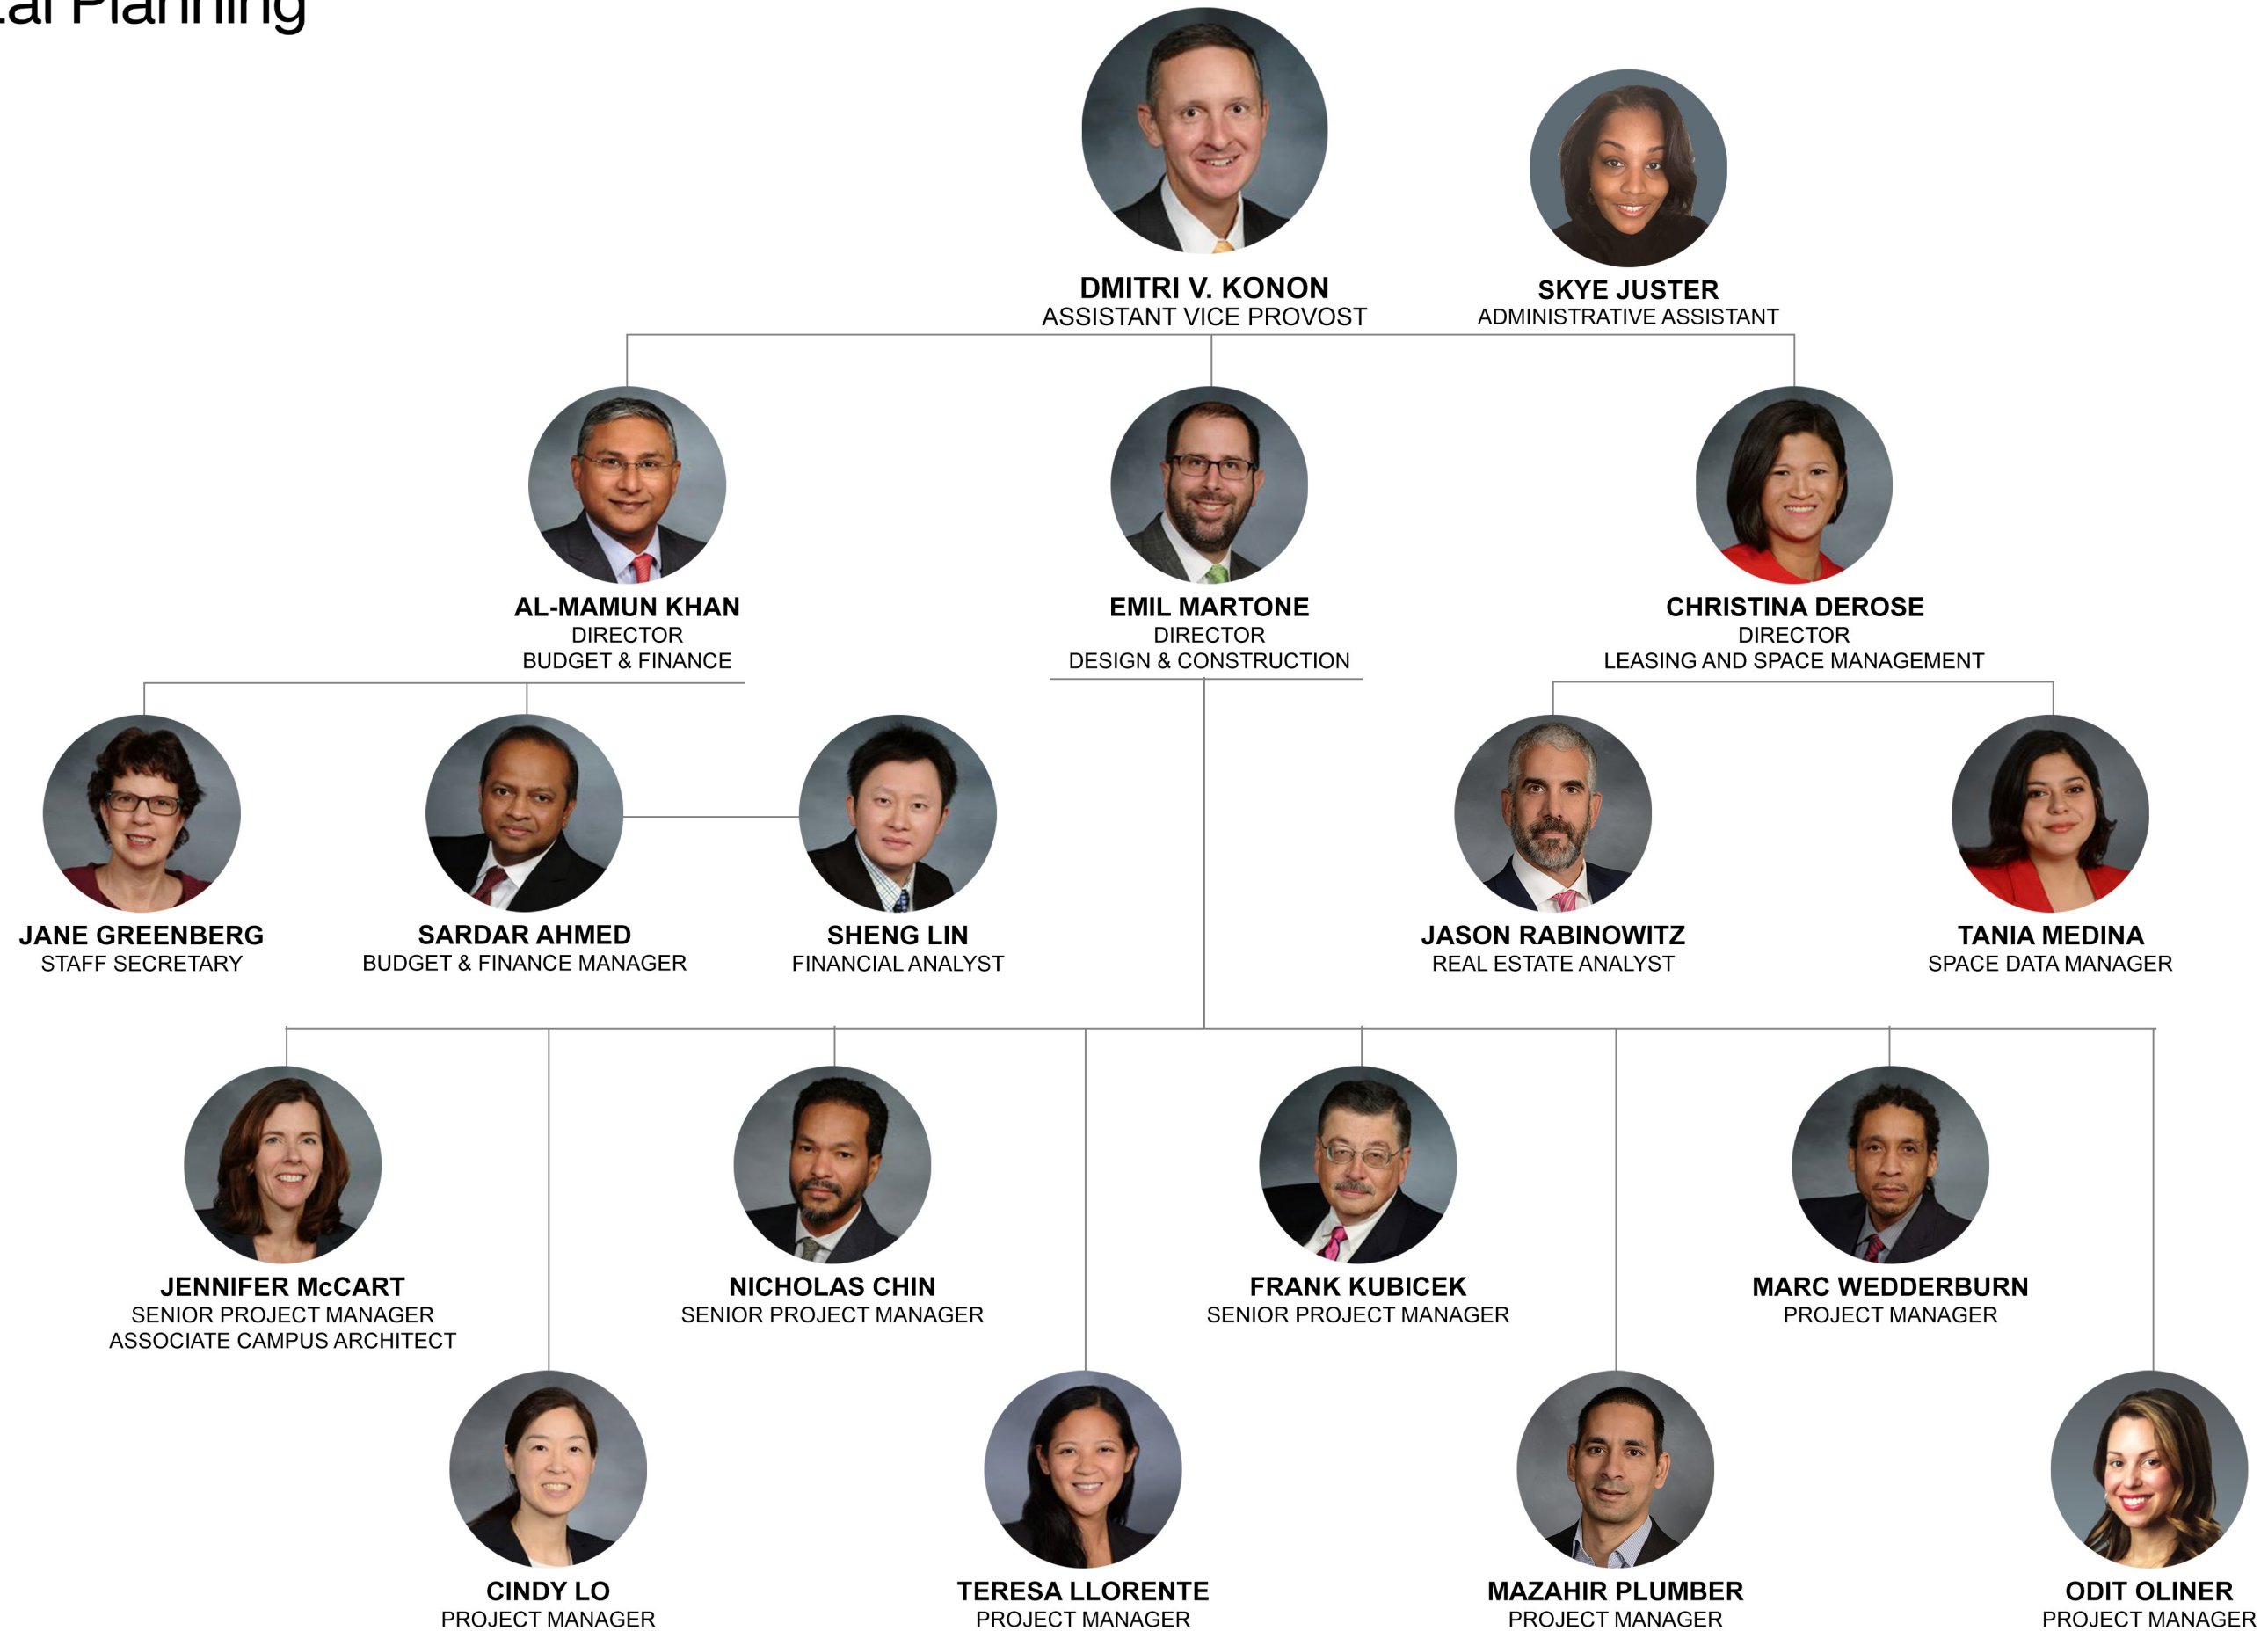 Planning
DMITRI V. KONON
ASSISTANT VICE PROVOST
SKYE JUSTER
ADMINISTRATIVE ASSISTANT
AL-MAMUN KHAN
DIRECTOR
BUDGET & FINANCE
EMIL MARTONE
DIRECTOR
DESIGN & CONSTRUCTION
CHRISTINA DEROSE
DIRECTOR
LEASING AND SPACE MANAGEMENT
JANE GREENBERG
STAFF SECRETARY
SARDAR AHMED
BUDGET & FINANCE MANAGER
SHENG LIN
FINANCIAL ANALYST
JASON RABINOWITZ
REAL ESTATE ANALYST
TANIA MEDINA
SPACE DATA MANAGER
JENNIFER McCART
SENIOR PROJECT MANAGER
ASSOCIATE CAMPUS ARCHITECT
NICHOLAS CHIN
SENIOR PROJECT MANAGER
FRANK KUBICEK
SENIOR PROJECT MANAGER
MARC WEDDERBURN
PROJECT MANAGER
CINDY LO
PROJECT MANAGER
TERESA LLORENTE
PROJECT MANAGER
MAZAHIR PLUMBER
PROJECT MANAGER
ODIT OLINER
PROJECT MANAGER